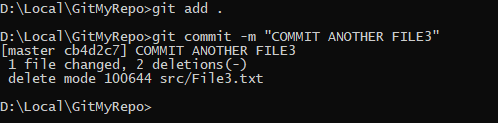 D:\Local\GitMyRepo>git add .
D:\Local\GitMyRepo>git commit -m "COMMIT ANOTHER FILE3"
[master cb4d2c7] COMMIT ANOTHER FILE3
 1 file changed, 2 deletions(-)
 delete mode 100644 src/File3.txt
D:\Local\GitMyRepo>